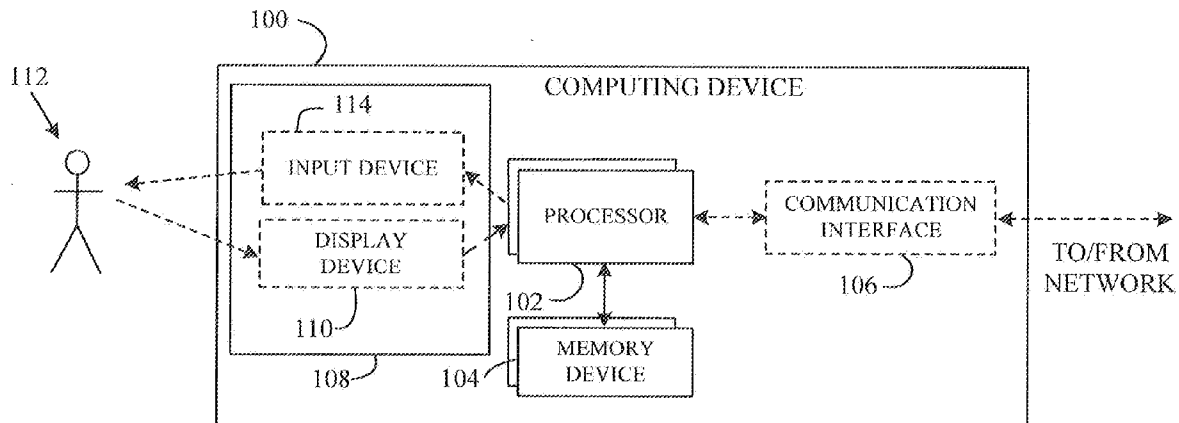 100
112
COMPUTING DEVICE
114
INPUT DEVICE
PROCESSOR
COMMUNICATION
INTERFACE
DISPLAY
DEVICE
102
106
TO/FROM
NETWORK
110
108
104
MEMORY
DEVICE